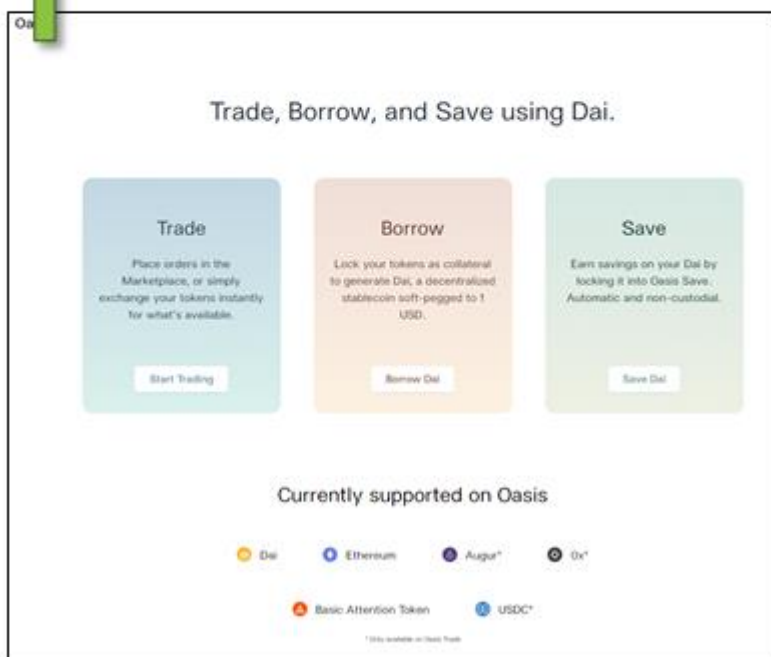 Oa
Trade, Borrow, and Save using Dai.
Trade
Place orders in the
Marketplace, or simply
exchange your tokens instantly
for what's available.
Start Trading
Borrow
Lock your tokens as collateral
to generate Dai, a decentralized
stablecoin soft-pegged to 1
USD.
Borrow Dai
Save
Earn savings on your Dai by
locking it into Oasis Save.
Automatic and non-custodial.
Save Dai
Currently supported on Oasis
Dai Ethereum Augur* 0x*
Basic Attention Token USDC*
* Only available on Oasis Trade